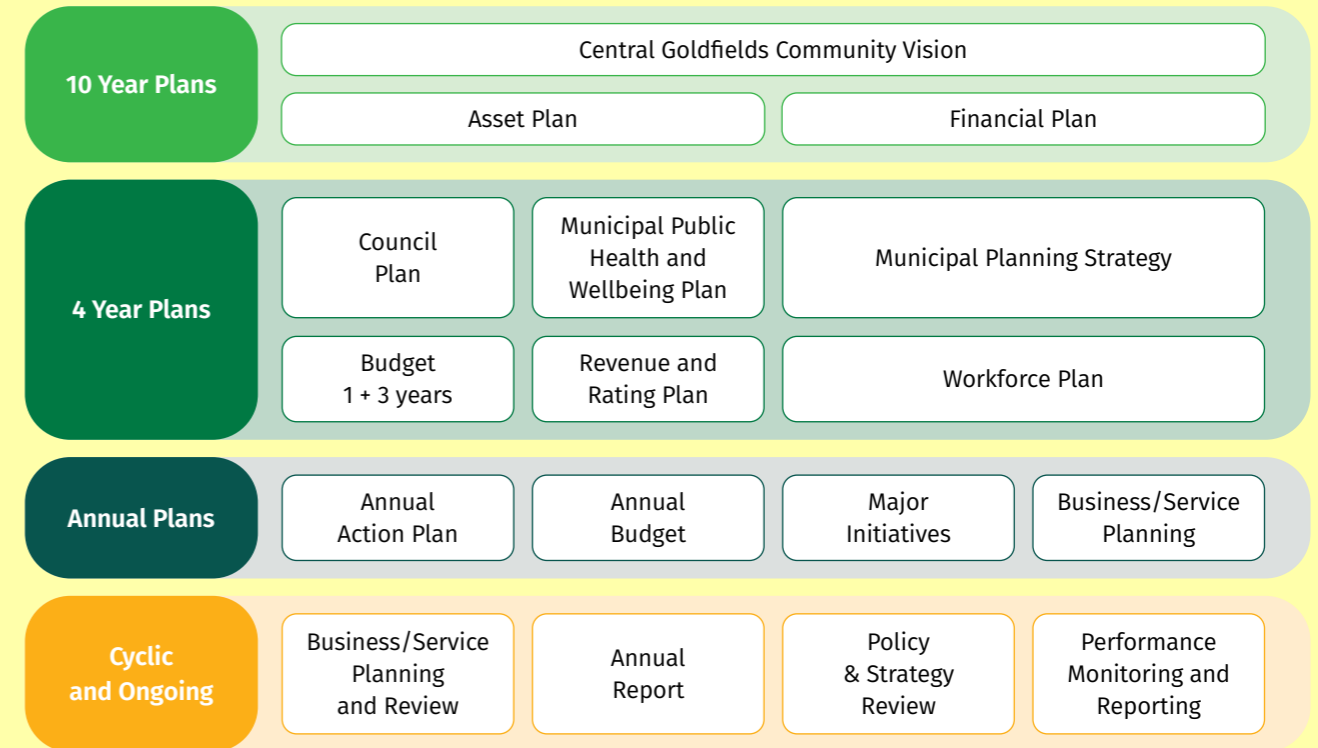 10 Year Plans
Central Goldfields Community Vision
Asset Plan
Financial Plan
4 Year Plans
Council
Plan
Municipal Public
Health and
Wellbeing Plan
Municipal Planning Strategy
Budget
1 + 3 years
Revenue and
Rating Plan
Workforce Plan
Annual Plans
Annual
Action Plan
Annual
Budget
Major
Initiatives
Business/Service
Planning
Cyclic
and Ongoing
Business/Service
Planning
and Review
Annual
Report
Policy
& Strategy
Review
Performance
Monitoring and
Reporting